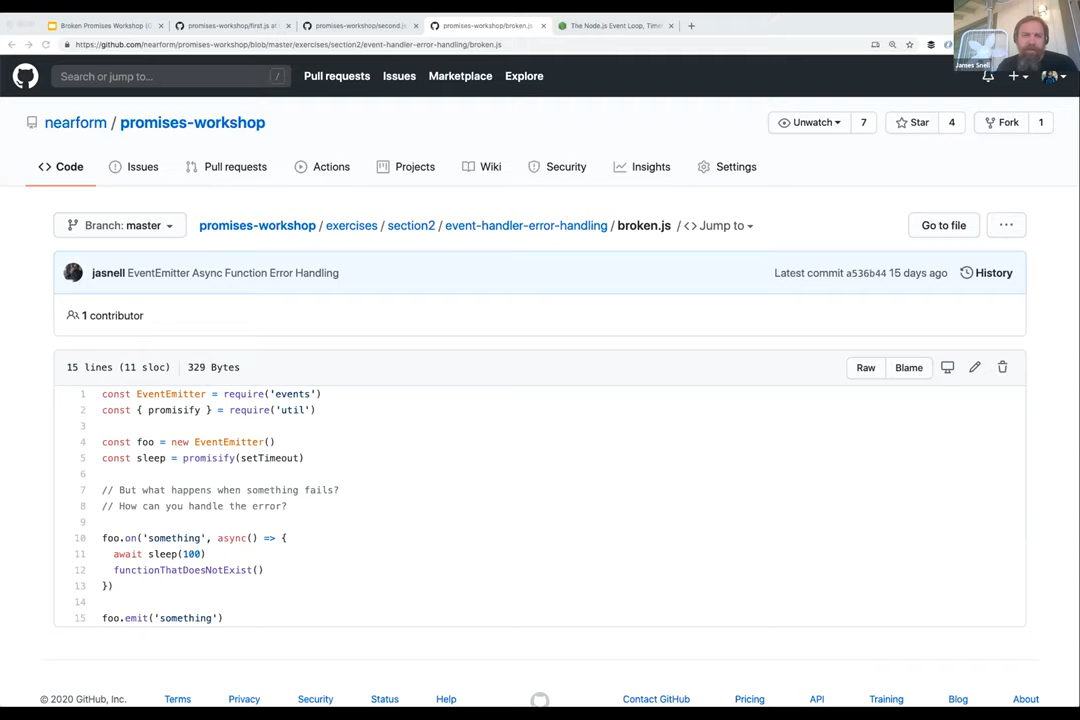 Broken Promises Workshop (
promises-workshop/first.js at
promises-workshop/second.js
promises-workshop/broken.js
The Node.js Event Loop, Timer
https://github.com/nearform/promises-workshop/blob/master/exercises/section2/event-handler-error-handling/broken.js
James Snell
Search or jump to...
/
Pull requests
Issues
Marketplace
Explore
nearform / promises-workshop
Unwatch
7
Star
4
Fork
1
Code
Issues
Pull requests
Actions
Projects
Wiki
Security
Insights
Settings
Branch: master
promises-workshop / exercises / section2 / event-handler-error-handling / broken.js / <> Jump to
Go to file
...
jasnell EventEmitter Async Function Error Handling
Latest commit a536b44 15 days ago
History
1 contributor
15 lines (11 sloc)
329 Bytes
Raw
Blame
1 const EventEmitter = require('events')
2 const { promisify } = require('util')
3
4 const foo = new EventEmitter()
5 const sleep = promisify(setTimeout)
6
7 // But what happens when something fails?
8 // How can you handle the error?
9
10 foo.on('something', async() => {
11 await sleep(100)
12 functionThatDoesNotExist()
13 })
14
15 foo.emit('something')
© 2020 GitHub, Inc.
Terms
Privacy
Security
Status
Help
Contact GitHub
Pricing
API
Training
Blog
About